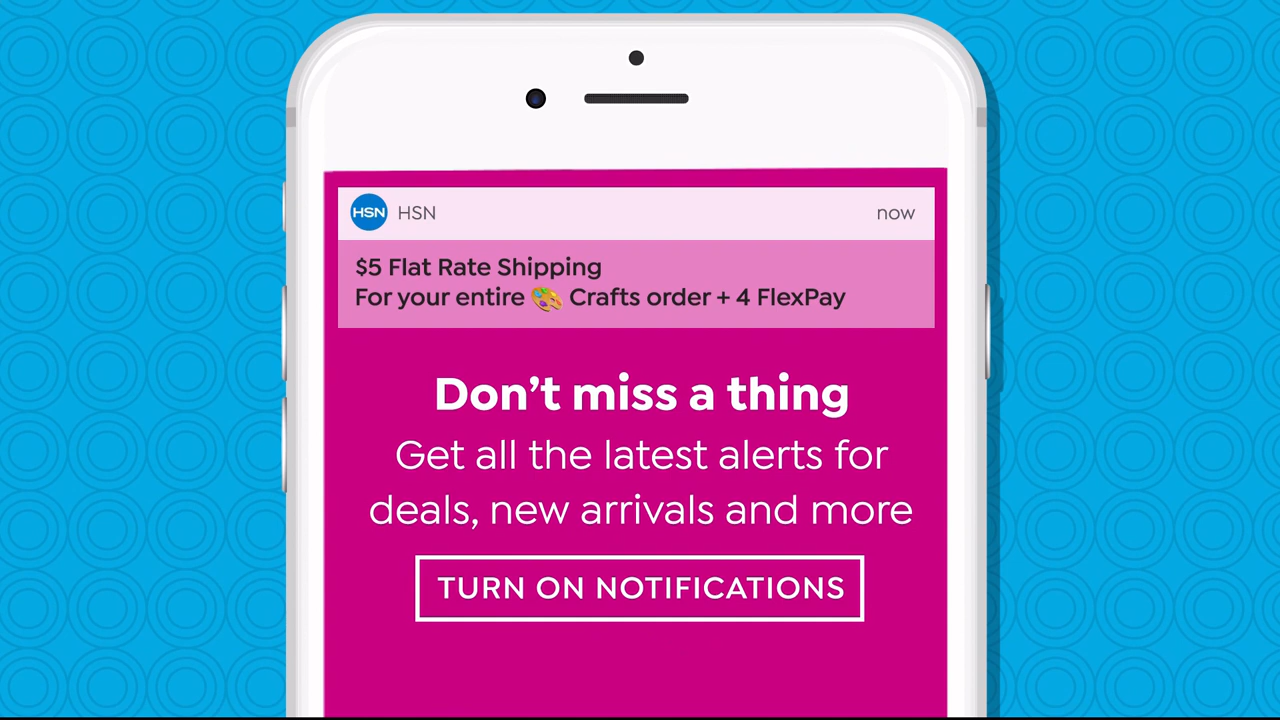 HSN HSN now
$5 Flat Rate Shipping
For your entire 🎨 Crafts order + 4 FlexPay
Don't miss a thing
Get all the latest alerts for
deals, new arrivals and more
TURN ON NOTIFICATIONS